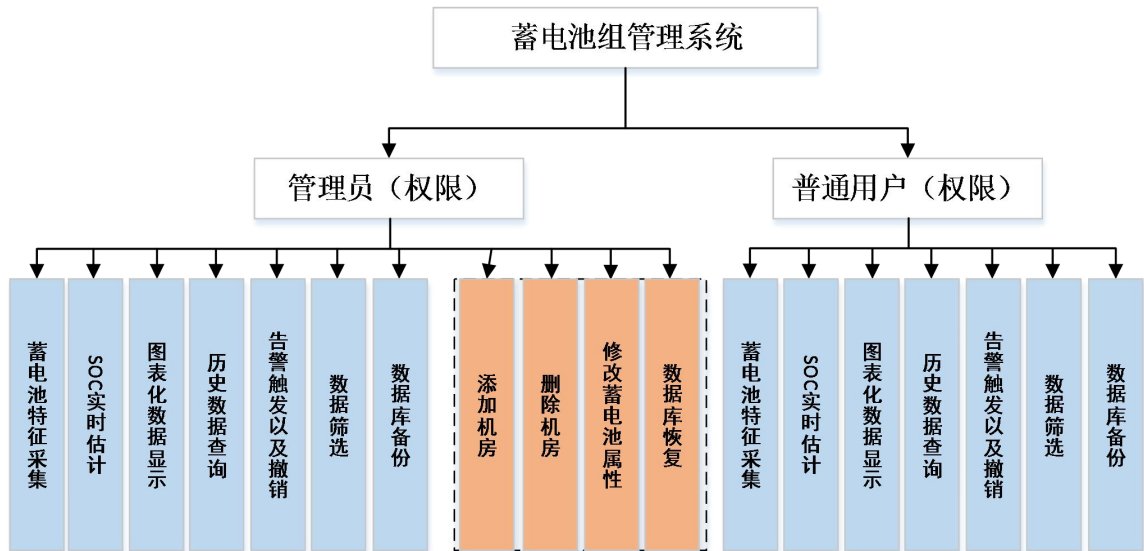 蓄电池组管理系统
管理员（权限）
普通用户（权限）
蓄电池特征采集
SOC实时估计
图表化数据显示
历史数据查询
告警触发以及撤销
数据筛选
数据库备份
添加机房
删除机房
修改蓄电池属性
数据库恢复
蓄电池特征采集
SOC实时估计
图表化数据显示
历史数据查询
告警触发以及撤销
数据筛选
数据库备份